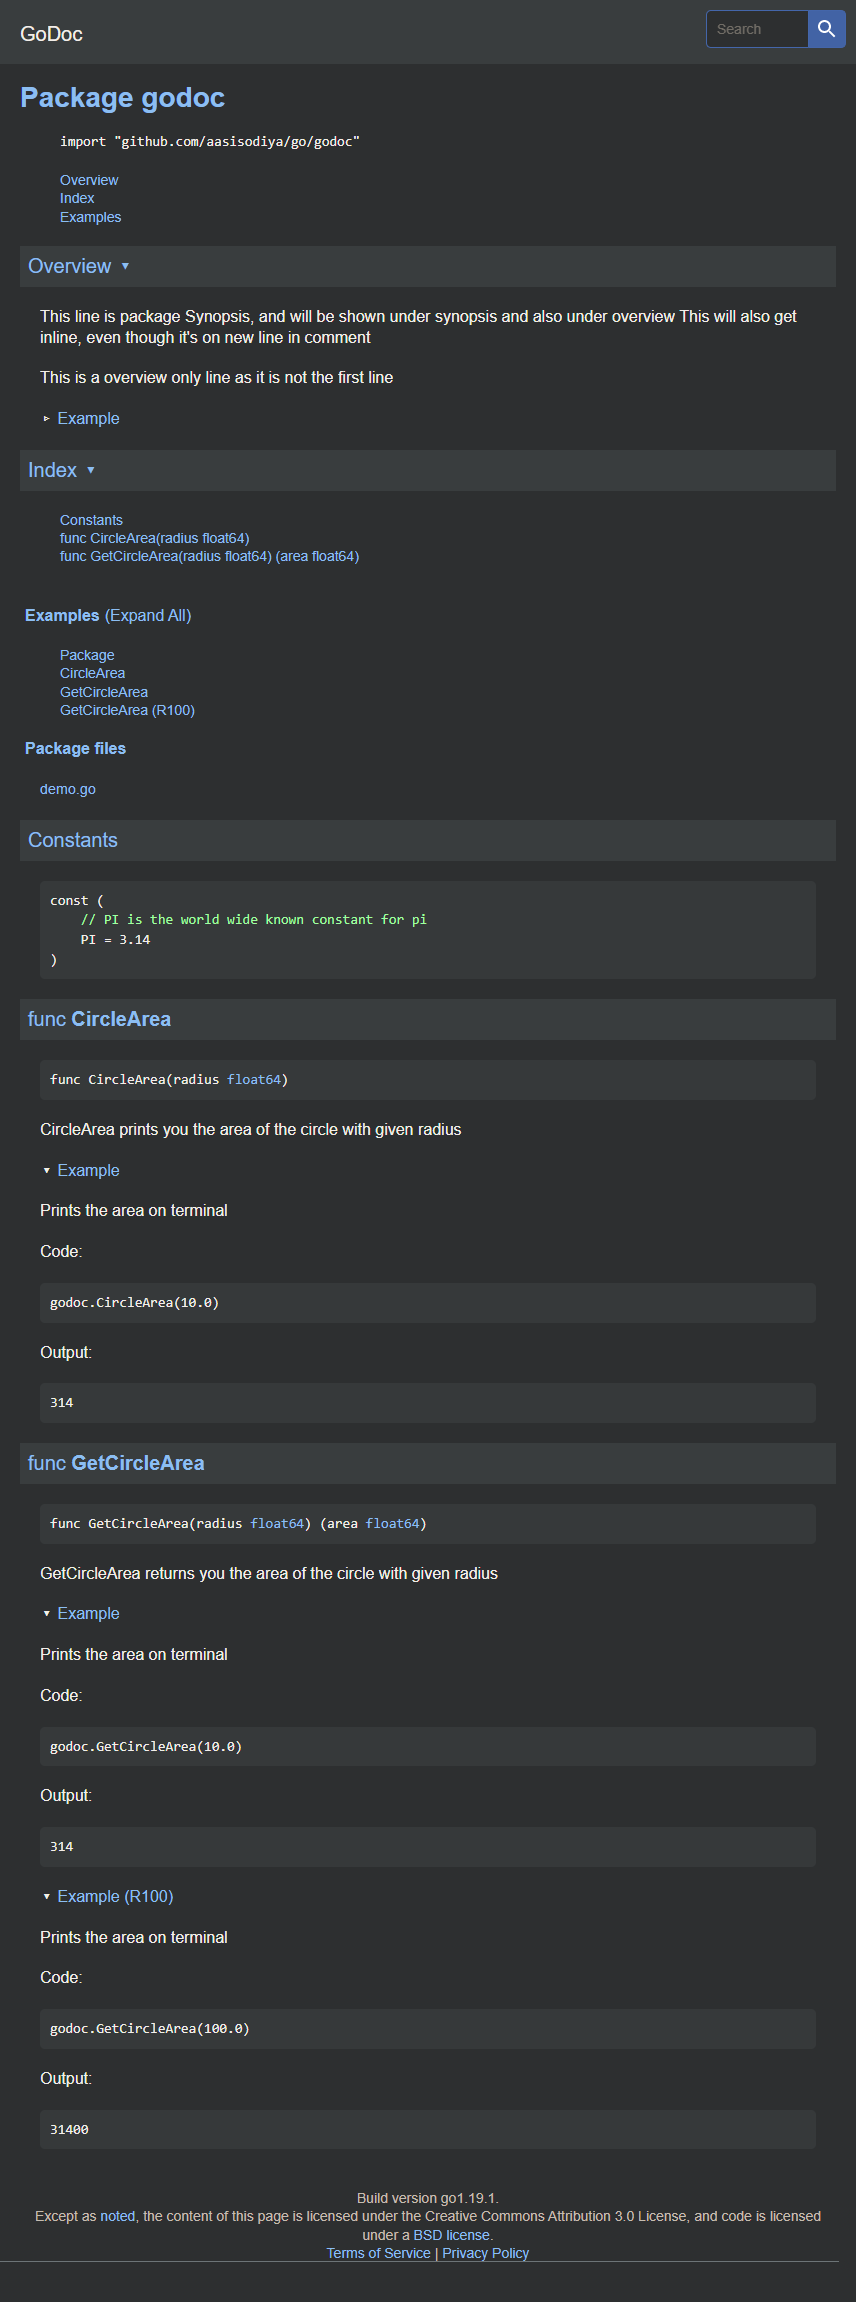 GoDoc
Search
Package godoc
import "github.com/aasisodiya/go/godoc"
Overview
Index
Examples
Overview ▾
This line is package Synopsis, and will be shown under synopsis and also under overview This will also get
inline, even though it's on new line in comment
This is a overview only line as it is not the first line
▹ Example
Index ▾
Constants
func CircleArea(radius float64)
func GetCircleArea(radius float64) (area float64)
Examples (Expand All)
Package
CircleArea
GetCircleArea
GetCircleArea (R100)
Package files
demo.go
Constants
const (
    // PI is the world wide known constant for pi
    PI = 3.14
)
func CircleArea
func CircleArea(radius float64)
CircleArea prints you the area of the circle with given radius
▾ Example
Prints the area on terminal
Code:
godoc.CircleArea(10.0)
Output:
314
func GetCircleArea
func GetCircleArea(radius float64) (area float64)
GetCircleArea returns you the area of the circle with given radius
▾ Example
Prints the area on terminal
Code:
godoc.GetCircleArea(10.0)
Output:
314
▾ Example (R100)
Prints the area on terminal
Code:
godoc.GetCircleArea(100.0)
Output:
31400
Build version go1.19.1.
Except as noted, the content of this page is licensed under the Creative Commons Attribution 3.0 License, and code is licensed
under a BSD license.
Terms of Service | Privacy Policy